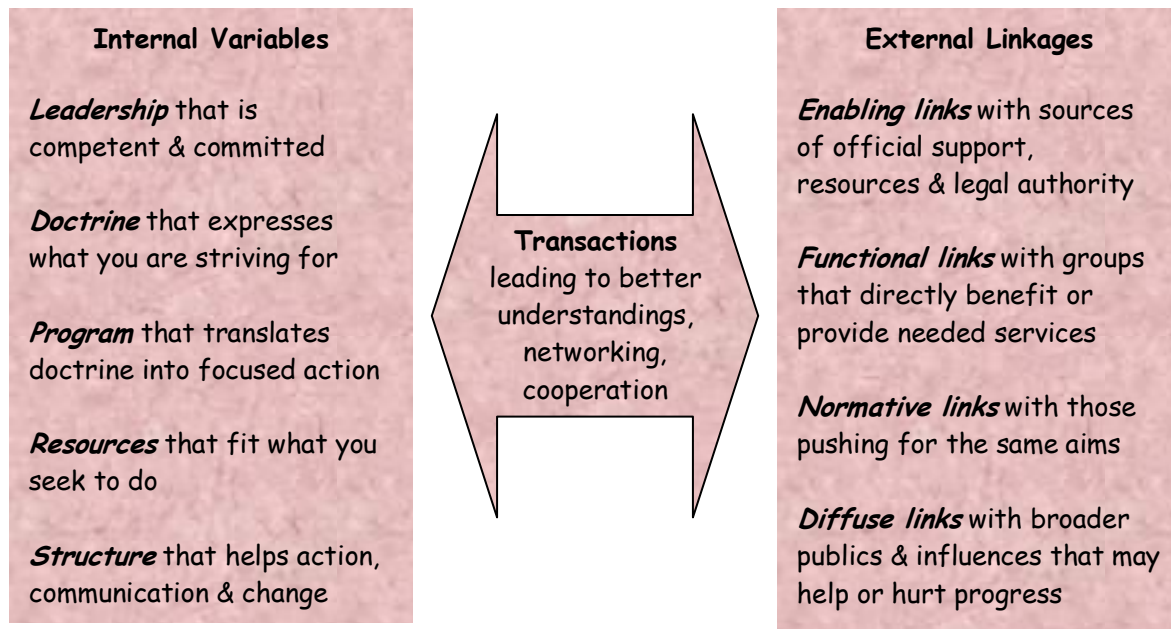 Internal Variables
Leadership that is
competent & committed
Doctrine that expresses
what you are striving for
Program that translates
doctrine into focused action
Resources that fit what you
seek to do
Structure that helps action,
communication & change
Transactions
leading to better
understandings,
networking,
cooperation
External Linkages
Enabling links with sources
of official support,
resources & legal authority
Functional links with groups
that directly benefit or
provide needed services
Normative links with those
pushing for the same aims
Diffuse links with broader
publics & influences that may
help or hurt progress